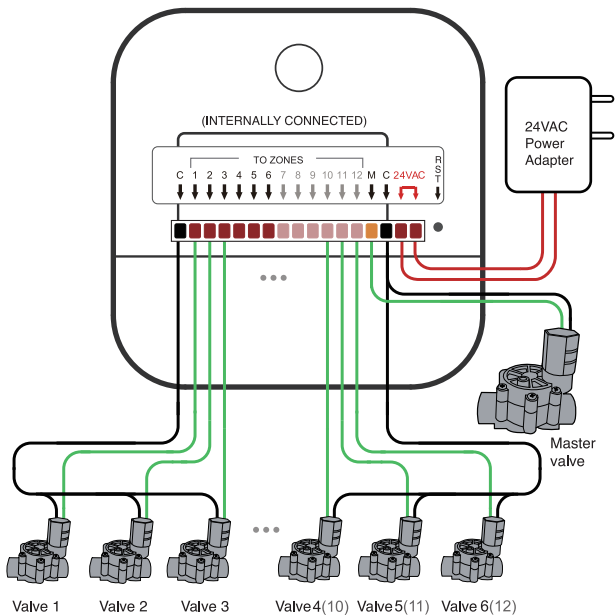 (INTERNALLY CONNECTED)
TO ZONES
C 1 2 3 4 5 6 7 8 9 10 11 12 M C 24VAC RST
24VAC
Power
Adapter
Master
valve
Valve 1 Valve 2 Valve 3 Valve 4(10) Valve 5(11) Valve 6(12)